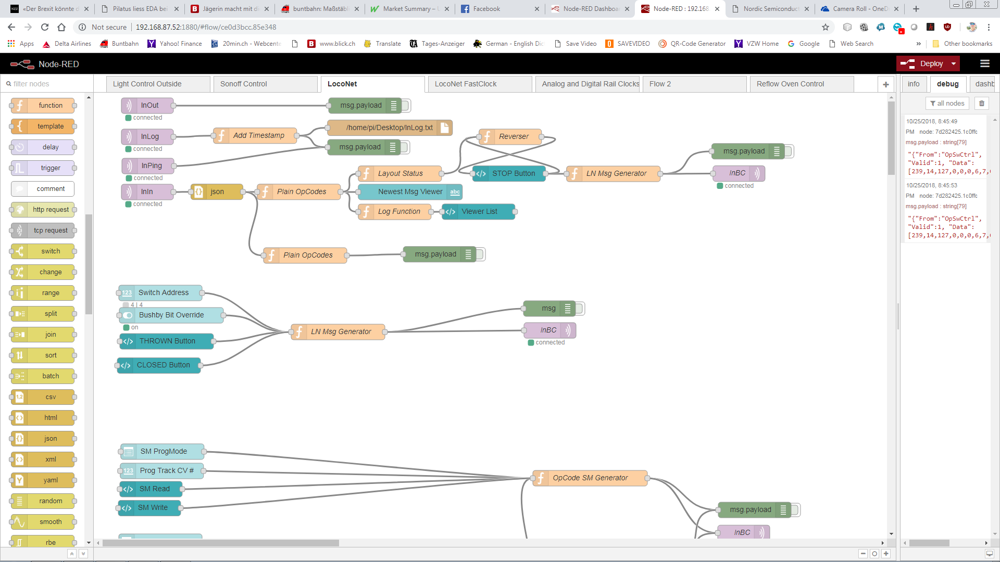 «Der Brexit könnte d
Pilatus liess EDA bei
Jägerin macht mit di
buntbahn: Maßstäbl
Market Summary –
Facebook
Node-RED Dashboa
Node-RED : 192.168
Nordic Semiconduc
Camera Roll - OneD
Not secure 192.168.87.52:1880/#flow/ce0d3bcc.85e348
Apps Delta Airlines Buntbahn Yahoo! Finance 20min.ch - Webcente www.blick.ch Translate Tages-Anzeiger German - English Dic Save Video SAVEVIDEO QR-Code Generator VZW Home Google Web Search » Other bookmarks
Node-RED
Deploy
filter nodes
Light Control Outside
Sonoff Control
LocoNet
LocoNet FastClock
Analog and Digital Rail Clocks
Flow 2
Reflow Oven Control
info
debug
dashb
function
template
delay
trigger
comment
http request
tcp request
switch
change
range
split
join
sort
batch
csv
html
json
xml
yaml
random
smooth
rbe
InOut
connected
msg.payload
InLog
connected
Add Timestamp
/home/pi/Desktop/InLog.txt
msg.payload
InPing
connected
InIn
connected
json
Plain OpCodes
Layout Status
Newest Msg Viewer abc
Log Function
Viewer List
Reverser
STOP Button
LN Msg Generator
msg.payload
InBC
connected
Plain OpCodes
msg.payload
123 Switch Address
4 | 4
Bushby Bit Override
on
THROWN Button
CLOSED Button
LN Msg Generator
msg
InBC
connected
SM ProgMode
123 Prog Track CV #
SM Read
SM Write
OpCode SM Generator
msg.payload
InBC
all nodes
10/25/2018, 8:45:49
PM node: 7d282425.1c0ffc
msg.payload : string[79]
"{"From":"OpSwCtrl",
"Valid":1, "Data":
[239,14,127,0,0,0,6,7,
10/25/2018, 8:45:53
PM node: 7d282425.1c0ffc
msg.payload : string[79]
"{"From":"OpSwCtrl",
"Valid":1, "Data":
[239,14,127,0,0,0,6,7,